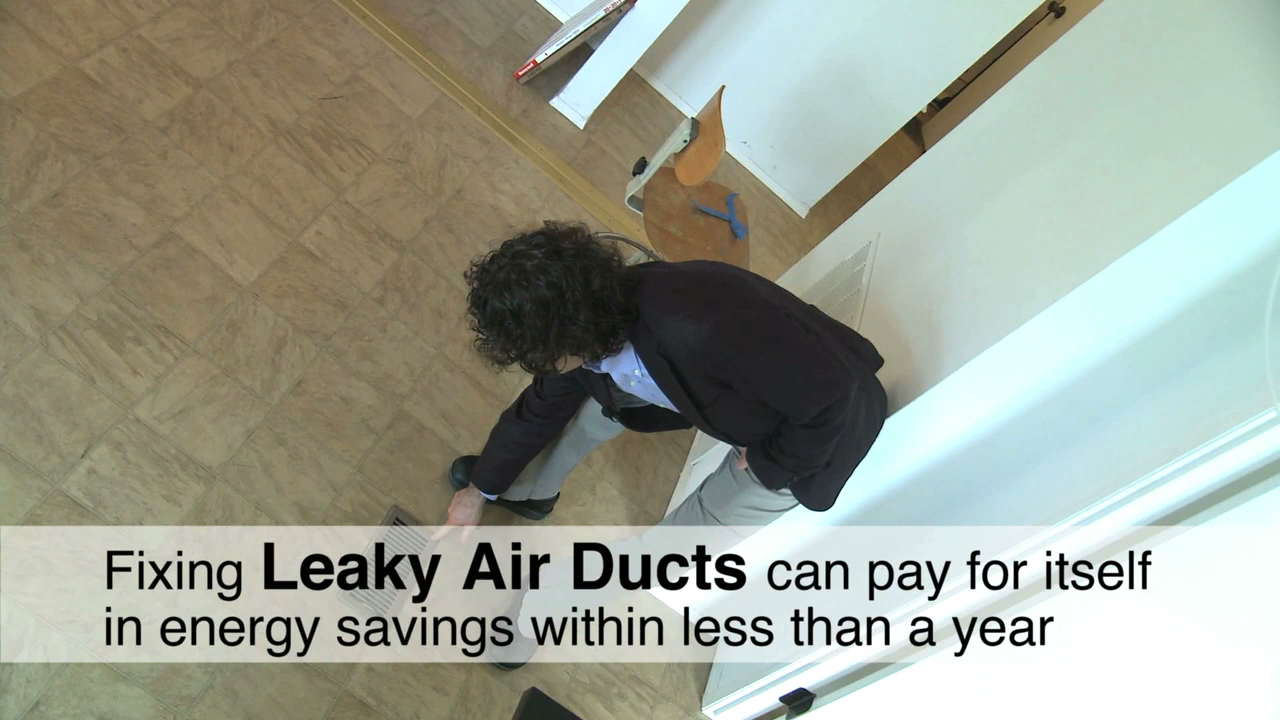 Fixing Leaky Air Ducts can pay for itself
in energy savings within less than a year